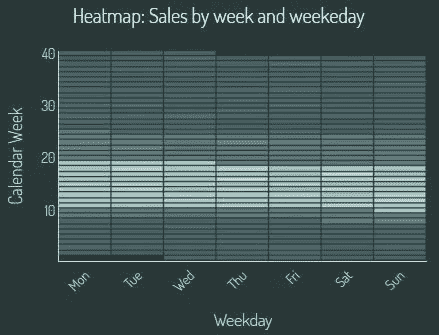 Heatmap: Sales by week and weekeday
40
30
20
10
Calendar Week
Mon Tue Wed Thu Fri Sat Sun
Weekday